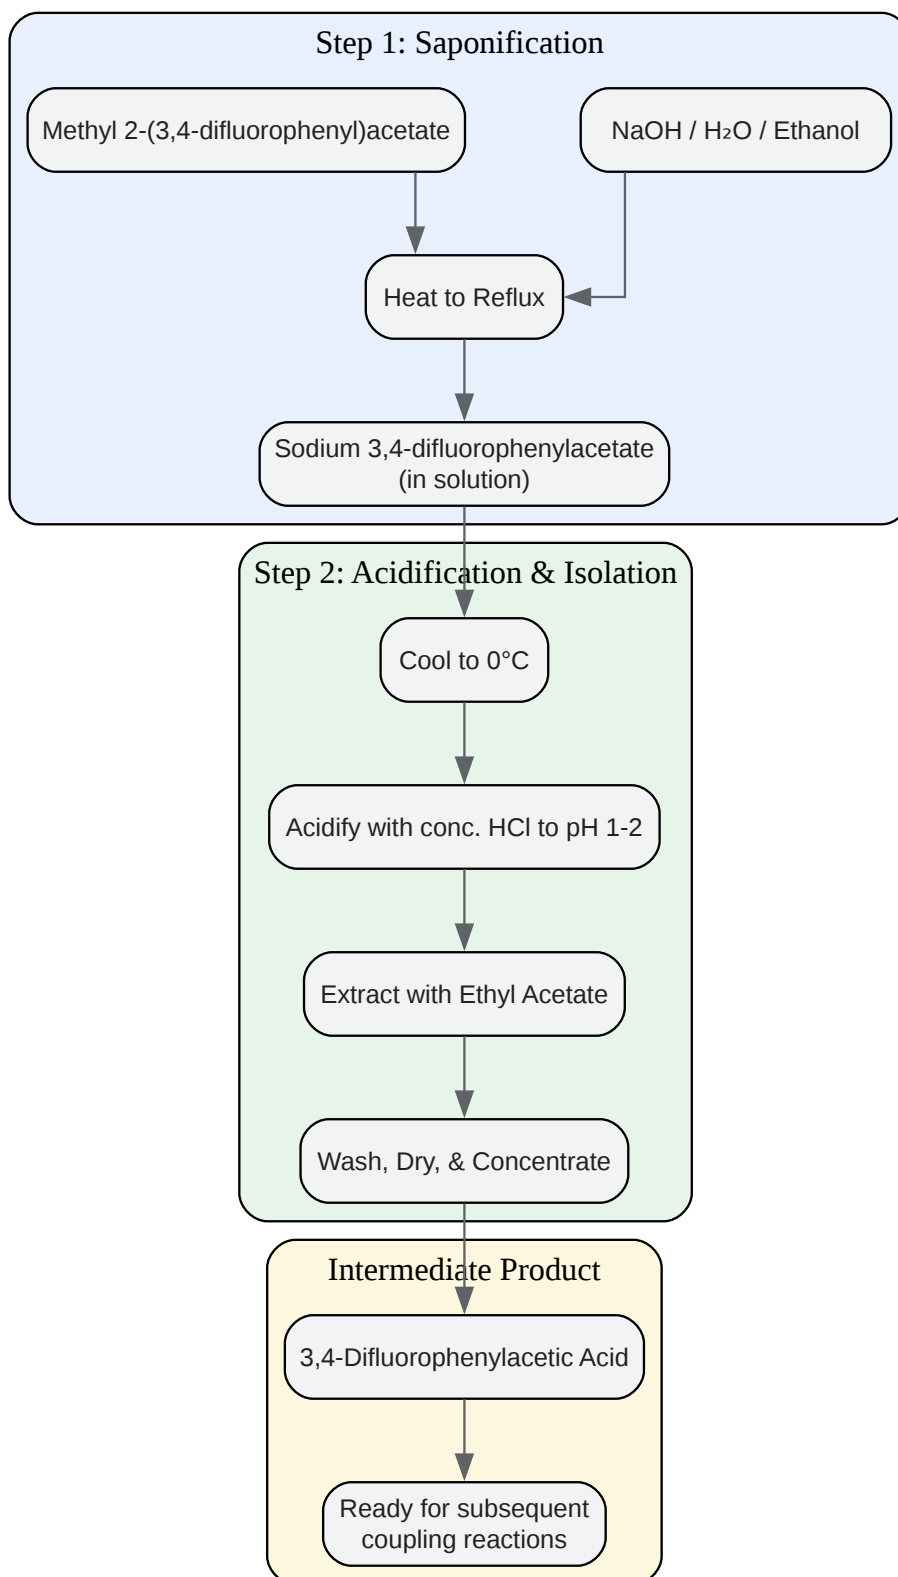 Step 1: Saponification
Methyl 2-(3,4-difluorophenyl)acetate
NaOH / H₂O / Ethanol
Heat to Reflux
Sodium 3,4-difluorophenylacetate
(in solution)
Step 2: Acidification & Isolation
Cool to 0°C
Acidify with conc. HCl to pH 1-2
Extract with Ethyl Acetate
Wash, Dry, & Concentrate
Intermediate Product
3,4-Difluorophenylacetic Acid
Ready for subsequent
coupling reactions